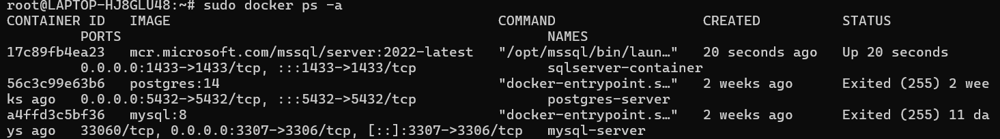 root@LAPTOP-HJ8GLU48:~# sudo docker ps -a
CONTAINER ID   IMAGE                                        COMMAND                  CREATED          STATUS
         PORTS                                                    NAMES
17c89fb4ea23   mcr.microsoft.com/mssql/server:2022-latest   "/opt/mssql/bin/laun…"   20 seconds ago   Up 20 seconds
         0.0.0.0:1433->1433/tcp, :::1433->1433/tcp                sqlserver-container
56c3c99e63b6   postgres:14                                  "docker-entrypoint.s…"   2 weeks ago      Exited (255) 2 wee
ks ago   0.0.0.0:5432->5432/tcp, :::5432->5432/tcp                postgres-server
a4ffd3c5bf36   mysql:8                                      "docker-entrypoint.s…"   2 weeks ago      Exited (255) 11 da
ys ago   33060/tcp, 0.0.0.0:3307->3306/tcp, [::]:3307->3306/tcp   mysql-server